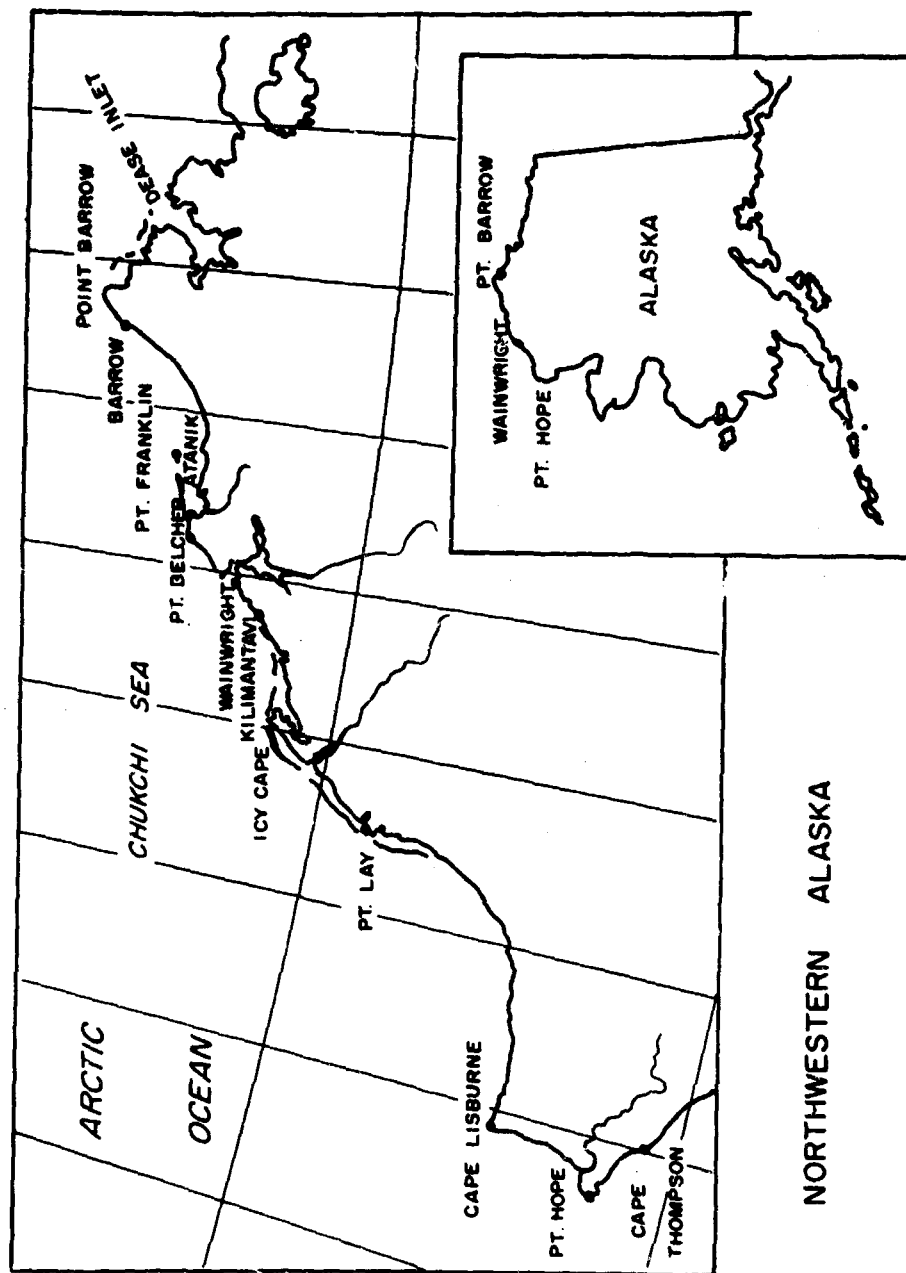 ARCTIC
OCEAN
CHUKCHI SEA
POINT BARROW
DEASE INLET
BARROW
PT. FRANKLIN
ATANIK
PT. BELCHER
WAINWRIGHT
KILIMANTAVI
ICY CAPE
PT. LAY
CAPE LISBURNE
PT. HOPE
CAPE
THOMPSON
PT. BARROW
WAINWRIGHT
PT. HOPE
ALASKA
NORTHWESTERN ALASKA